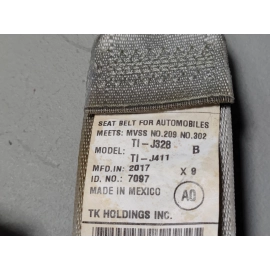 SEAT BELT FOR AUTOMOBILES
MEETS: MVSS NO.209 NO.302
MODEL: TI-J328 B
TI-J411
MFD.IN: 2017 X 9
ID. NO.: 7097
MADE IN MEXICO AO
TK HOLDINGS INC.